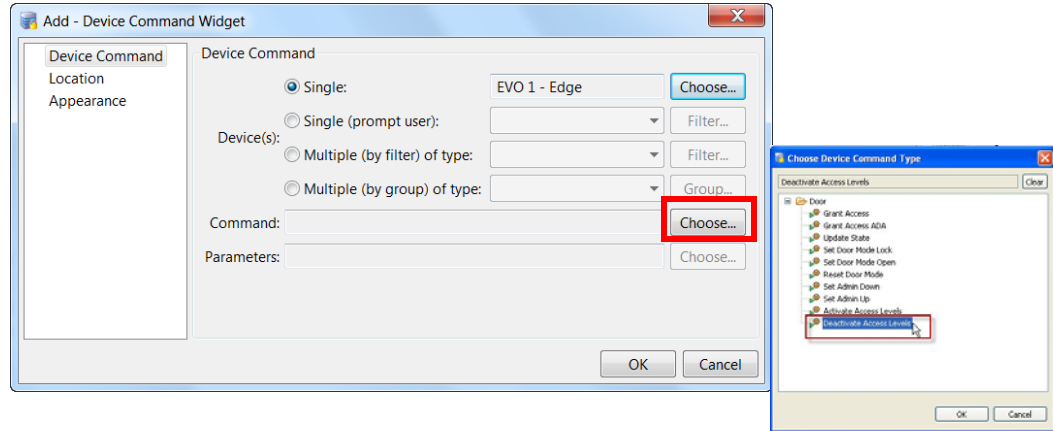 Add - Device Command Widget
Device Command
Location
Appearance
Device Command
Device(s):
Single:
EVO 1 - Edge
Choose...
Single (prompt user):
Filter...
Multiple (by filter) of type:
Filter...
Multiple (by group) of type:
Group...
Command:
Choose...
Parameters:
Choose...
OK
Cancel
Choose Device Command Type
Deactivate Access Levels
Clear
Door
Grant Access
Grant Access ADA
Update State
Set Door Mode Lock
Set Door Mode Open
Reset Door Mode
Set Admin Down
Set Admin Up
Activate Access Levels
Deactivate Access Levels
OK
Cancel